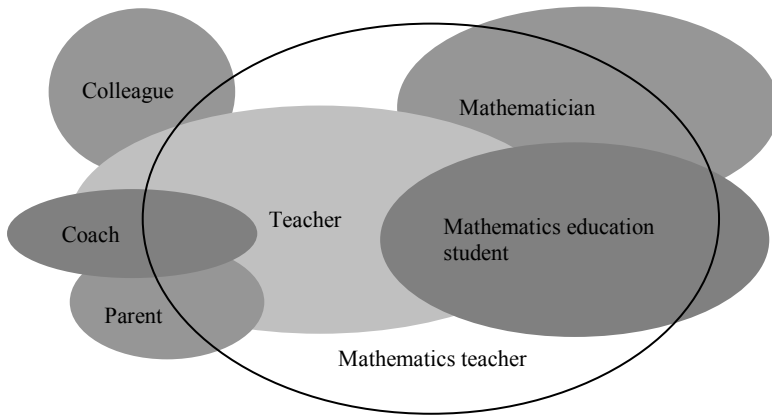 Colleague
Mathematician
Teacher
Mathematics education
student
Coach
Parent
Mathematics teacher